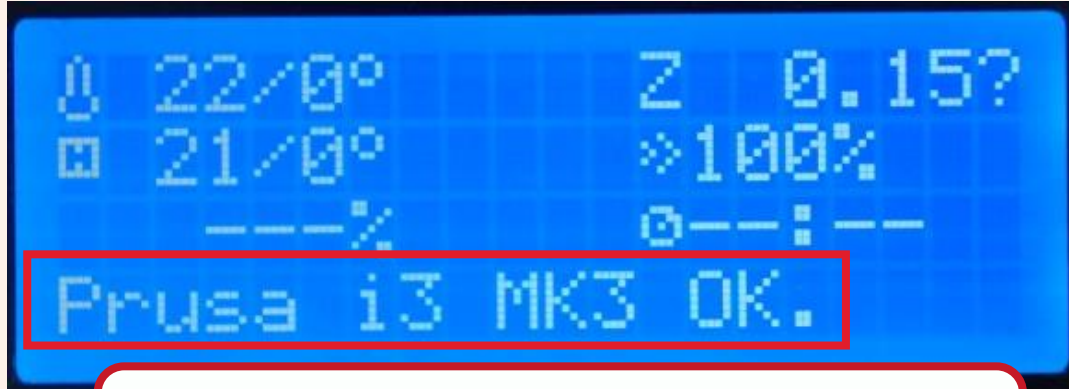 22/0° Z 0.15?
21/0° »100%
---% --:--
Prusa i3 MK3 OK.